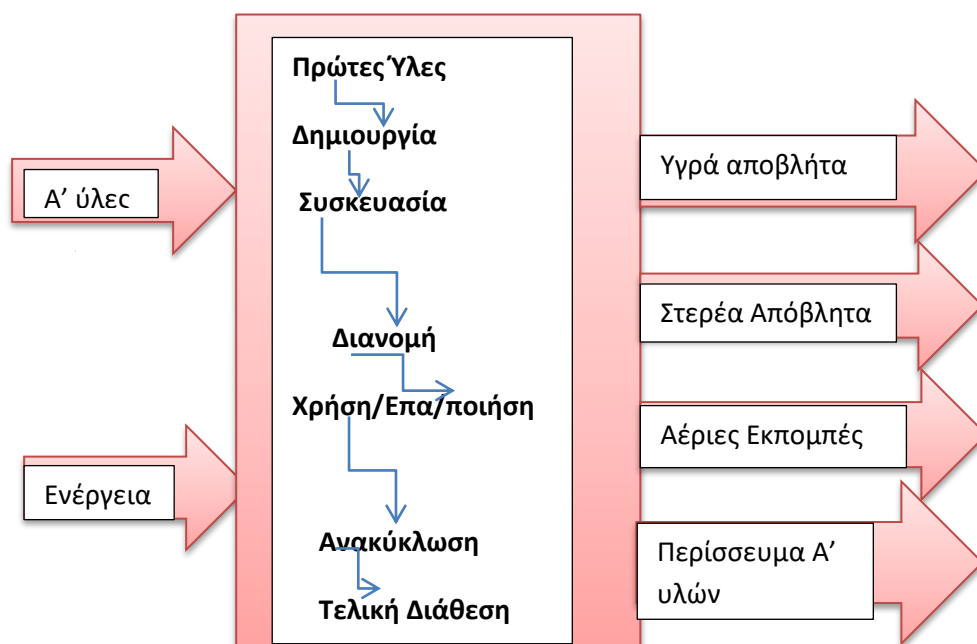 Α’ ύλες
Ενέργεια
Πρώτες Ύλες
Δημιουργία
Συσκευασία
Διανομή
Χρήση/Επα/ποιήση
Ανακύκλωση
Τελική Διάθεση
Υγρά αποβλήτα
Στερέα Απόβλητα
Αέριες Εκπομπές
Περίσσευμα Α’
υλών